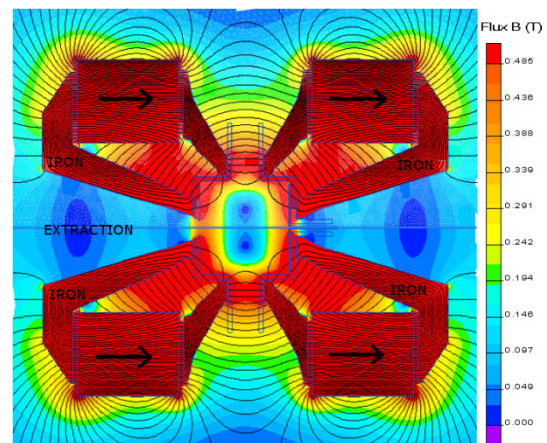 Flux B (T)
0.485
0.436
0.388
0.339
0.291
0.242
0.194
0.145
0.097
0.049
0.000
IRON
IRON
EXTRACTION
IRON
IRON